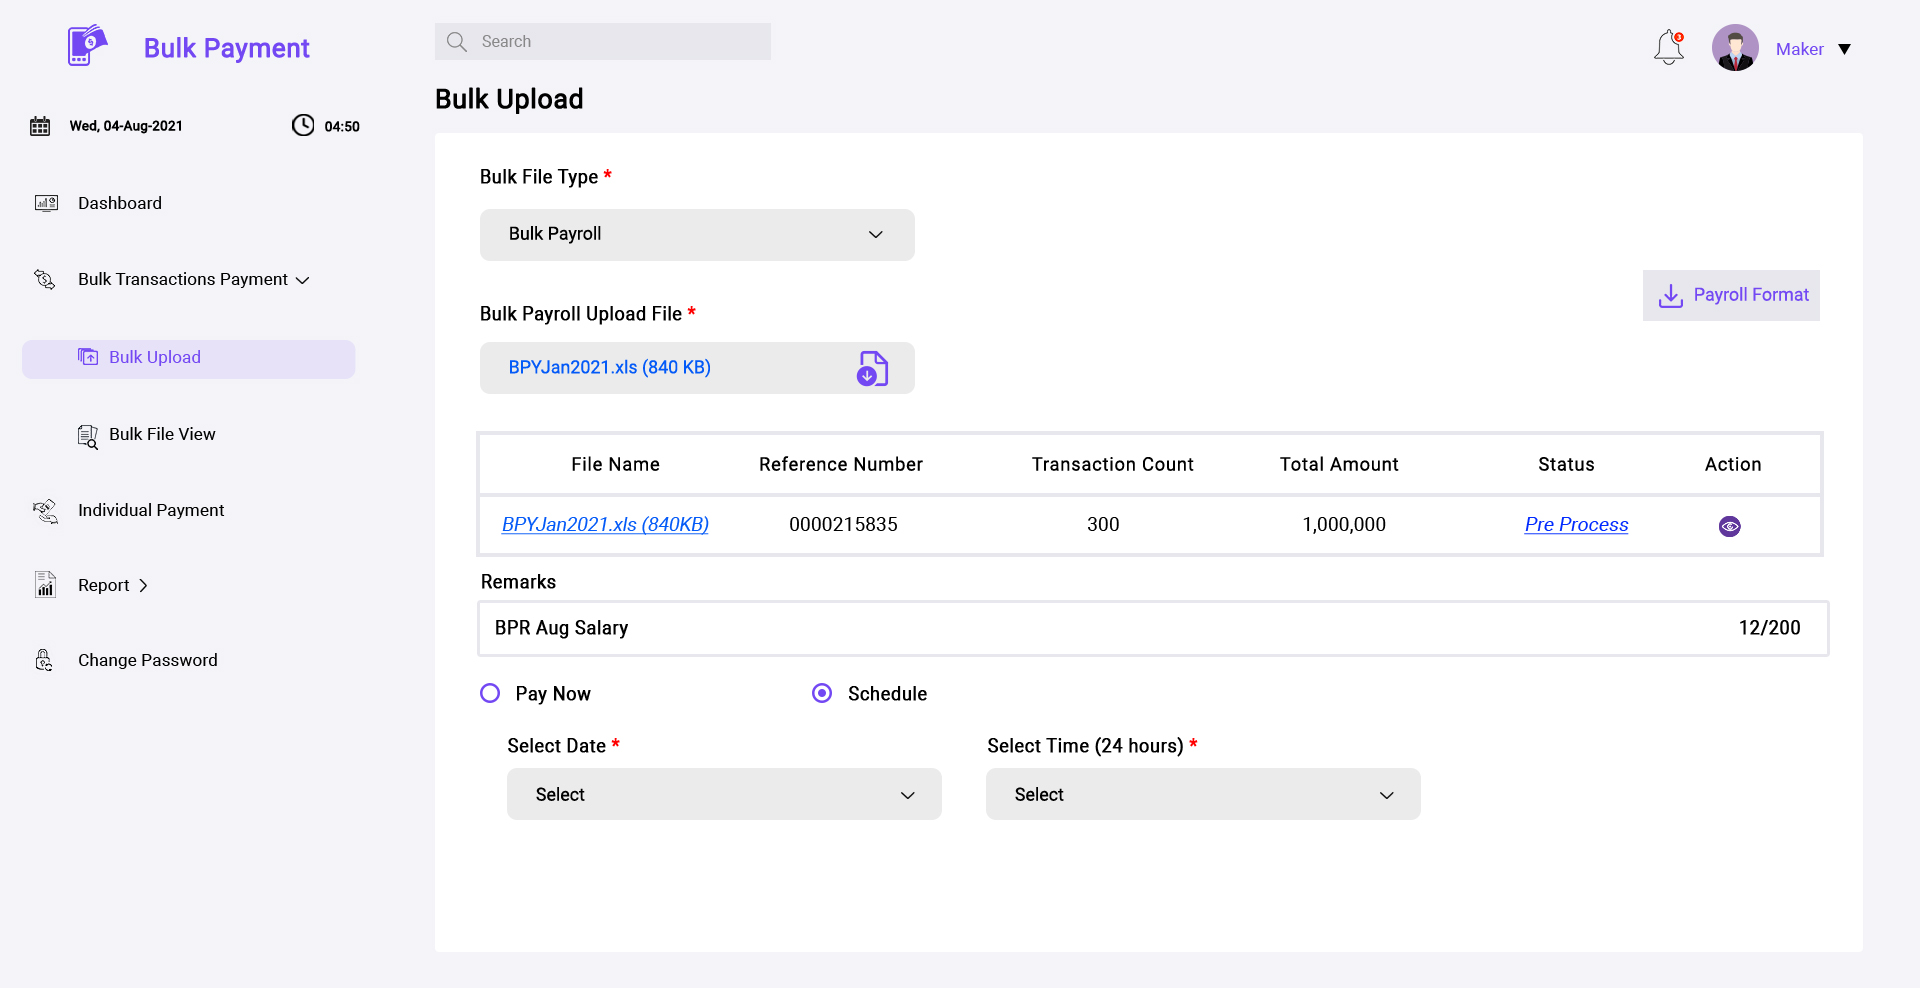 Bulk Payment
Search
3
Maker
Bulk Upload
Wed, 04-Aug-2021 04:50
Dashboard
Bulk Transactions Payment
Bulk Upload
Bulk File View
Individual Payment
Report
Change Password
Bulk File Type *
Bulk Payroll
Payroll Format
Bulk Payroll Upload File *
BPYJan2021.xls (840 KB)
File Name Reference Number Transaction Count Total Amount Status Action
BPYJan2021.xls (840KB) 0000215835 300 1,000,000 Pre Process
Remarks
BPR Aug Salary 12/200
Pay Now Schedule
Select Date * Select Time (24 hours) *
Select Select